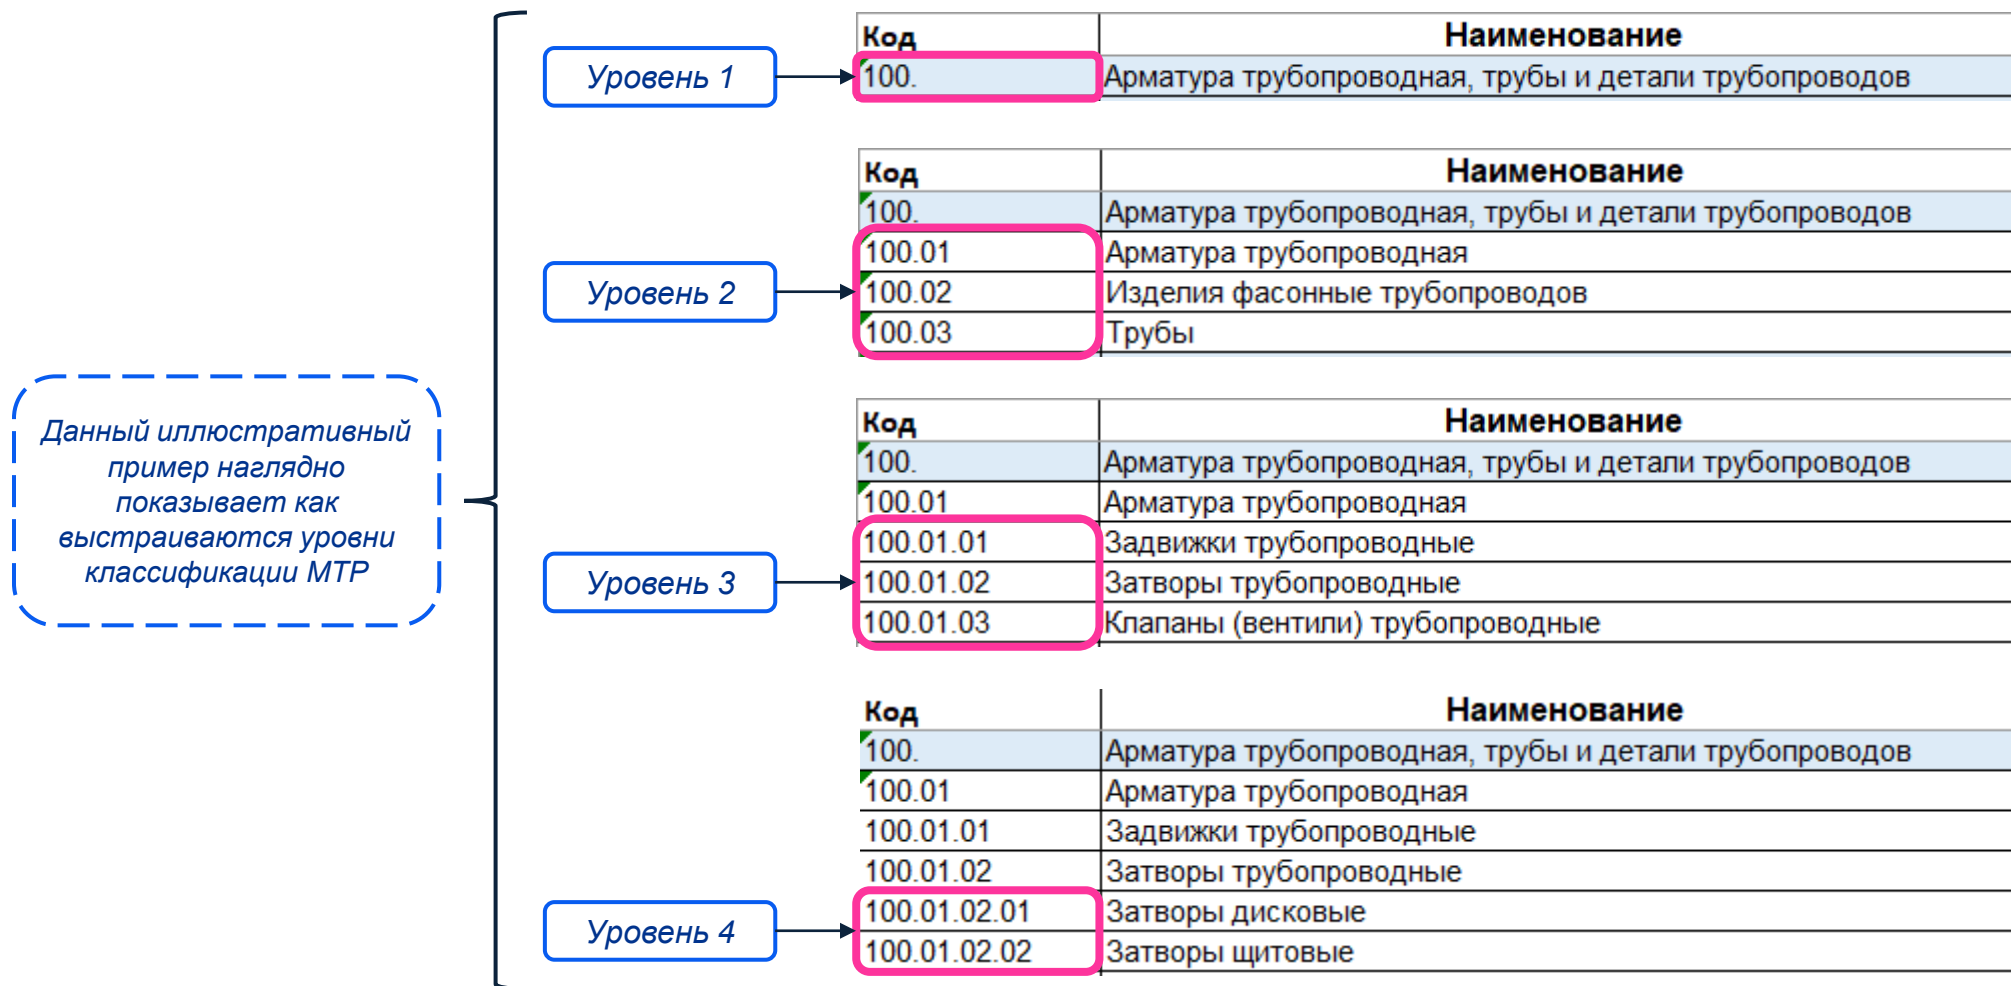 Данный иллюстративный
пример наглядно
показывает как
выстраиваются уровни
классификации МТР
Уровень 1
Код Наименование
100. Арматура трубопроводная, трубы и детали трубопроводов
Уровень 2
Код Наименование
100. Арматура трубопроводная, трубы и детали трубопроводов
100.01 Арматура трубопроводная
100.02 Изделия фасонные трубопроводов
100.03 Трубы
Уровень 3
Код Наименование
100. Арматура трубопроводная, трубы и детали трубопроводов
100.01 Арматура трубопроводная
100.01.01 Задвижки трубопроводные
100.01.02 Затворы трубопроводные
100.01.03 Клапаны (вентили) трубопроводные
Уровень 4
Код Наименование
100. Арматура трубопроводная, трубы и детали трубопроводов
100.01 Арматура трубопроводная
100.01.01 Задвижки трубопроводные
100.01.02 Затворы трубопроводные
100.01.02.01 Затворы дисковые
100.01.02.02 Затворы щитовые